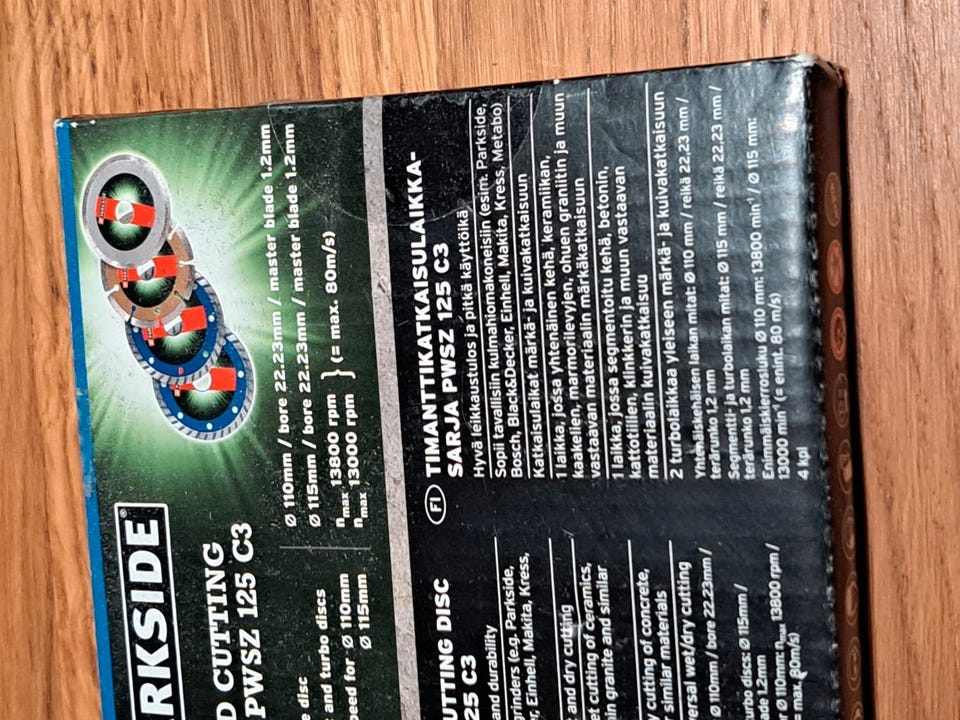 ARKSIDE
D CUTTING
PWSZ 125 C3
e disc
t and turbo discs
peed for Ø 110mm
Ø 115mm
Ø 110mm / bore 22.23mm / master blade 1.2mm
Ø 115mm / bore 22.23mm / master blade 1.2mm
nmax 13800 rpm } (= max. 80m/s)
nmax 13000 rpm
UTTING DISC
25 C3
and durability
grinders (e.g. Parkside,
, Einhell, Makita, Kress,
t and dry cutting
et cutting of ceramics,
hin granite and similar
y cutting of concrete,
r similar materials
versal wet/dry cutting
Ø 110mm / bore 22.23mm /
turbo discs: Ø 115mm /
de 1.2mm
Ø 110mm: nmax 13800 rpm /
max. 80m/s)
FI TIMANTTIKATKAISULAIKKA-
SARJA PWSZ 125 C3
Hyvä leikkaustulos ja pitkä käyttöikä
Sopii tavallisiin kulmahiomakoneisiin (esim. Parkside,
Bosch, Black&Decker, Einhell, Makita, Kress, Metabo)
Katkaisulaikat märkä- ja kuivakatkaisuun
1 laikka, jossa yhtenäinen kehä, keramiikan,
kaakelien, marmorilevyjen, ohuen graniitin ja muun
vastaavan materiaalin märkäkatkaisuun
1 laikka, jossa segmentoitu kehä, betonin,
kattotiilien, klinkkerin ja muun vastaavan
materiaalin kuivakatkaisuu
2 turbolaikkaa yleiseen märkä- ja kuivakatkaisuun
Yhtenäiskehäisen laikan mitat: Ø 110 mm / reikä 22,23 mm /
terärunko 1,2 mm
Segmentti- ja turbolaikan mitat: Ø 115 mm / reikä 22,23 mm /
terärunko 1,2 mm
Enimmäiskierrosluku Ø 110 mm: 13800 min⁻¹ / Ø 115 mm:
13000 min⁻¹ (= enint. 80 m/s)
4 kpl